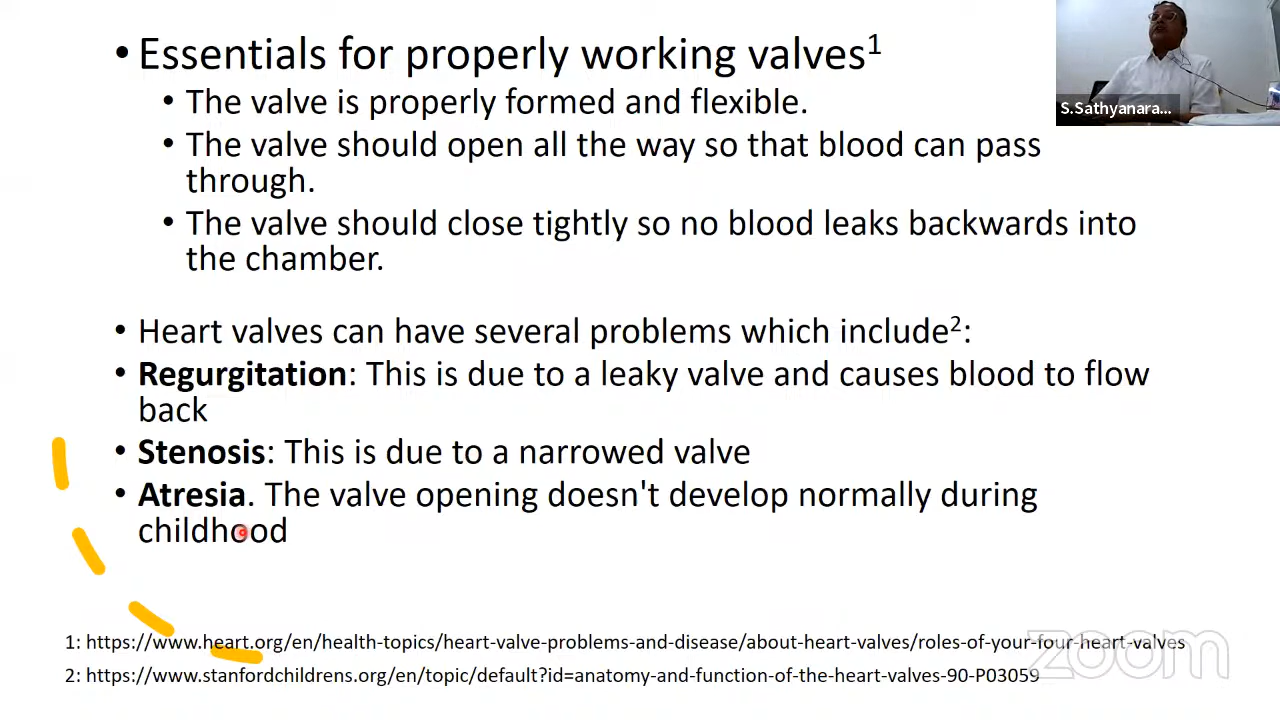 • Essentials for properly working valves¹
• The valve is properly formed and flexible.
• The valve should open all the way so that blood can pass
through.
• The valve should close tightly so no blood leaks backwards into
the chamber.
• Heart valves can have several problems which include²:
• Regurgitation: This is due to a leaky valve and causes blood to flow
back
• Stenosis: This is due to a narrowed valve
• Atresia. The valve opening doesn't develop normally during
childhood
1: https://www.heart.org/en/health-topics/heart-valve-problems-and-disease/about-heart-valves/roles-of-your-four-heart-valves
2: https://www.stanfordchildrens.org/en/topic/default?id=anatomy-and-function-of-the-heart-valves-90-P03059
S.Sathyanara...
zoom